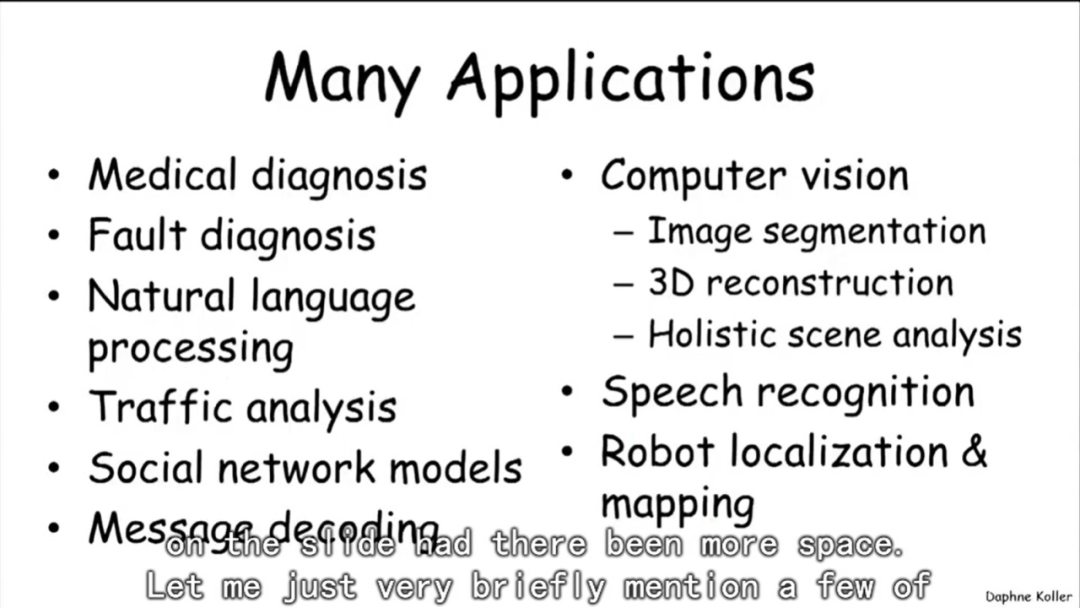 Many Applications
• Medical diagnosis
• Fault diagnosis
• Natural language
processing
• Traffic analysis
• Social network models
• Message decoding
• Computer vision
– Image segmentation
– 3D reconstruction
– Holistic scene analysis
• Speech recognition
• Robot localization &
mapping
on the slide had there been more space.
Let me just very briefly mention a few of
Daphne Koller